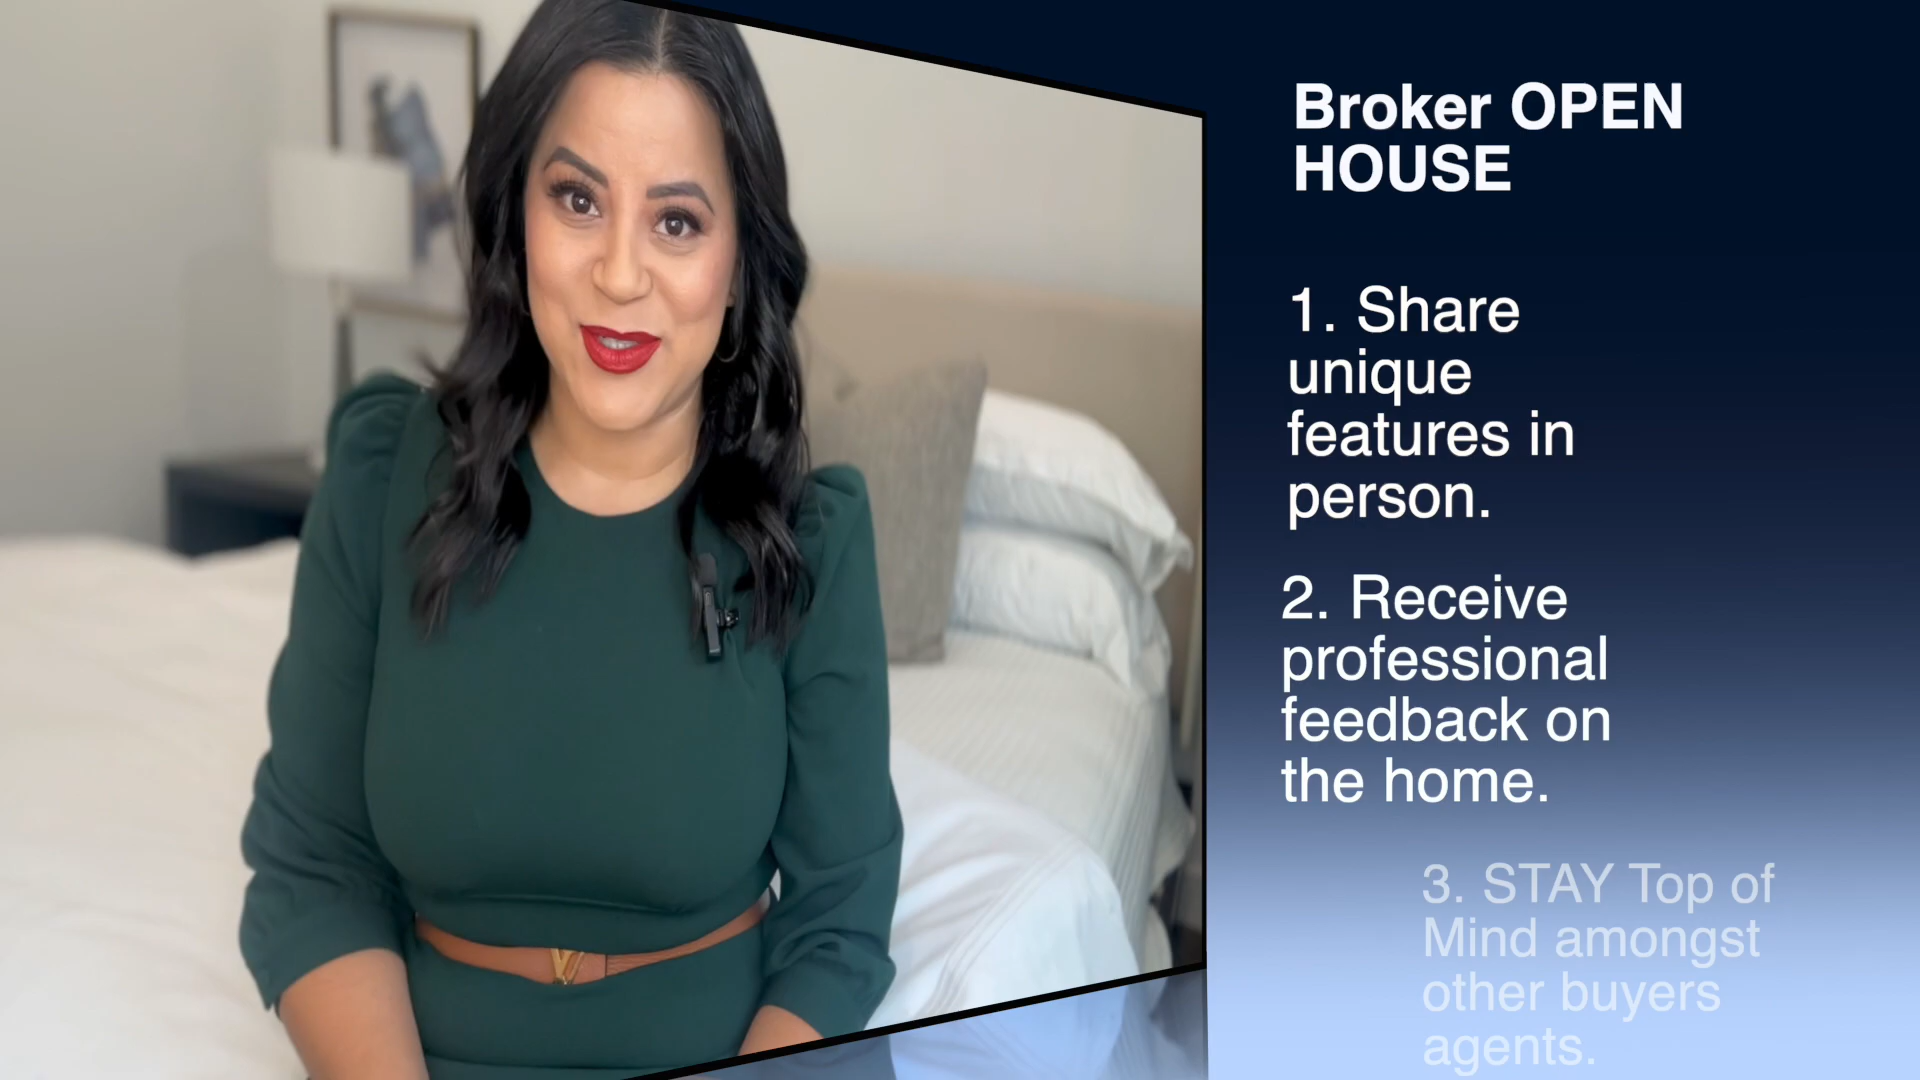 Broker OPEN
HOUSE
1. Share
unique
features in
person.
2. Receive
professional
feedback on
the home.
3. STAY Top of
Mind amongst
other buyers
agents.